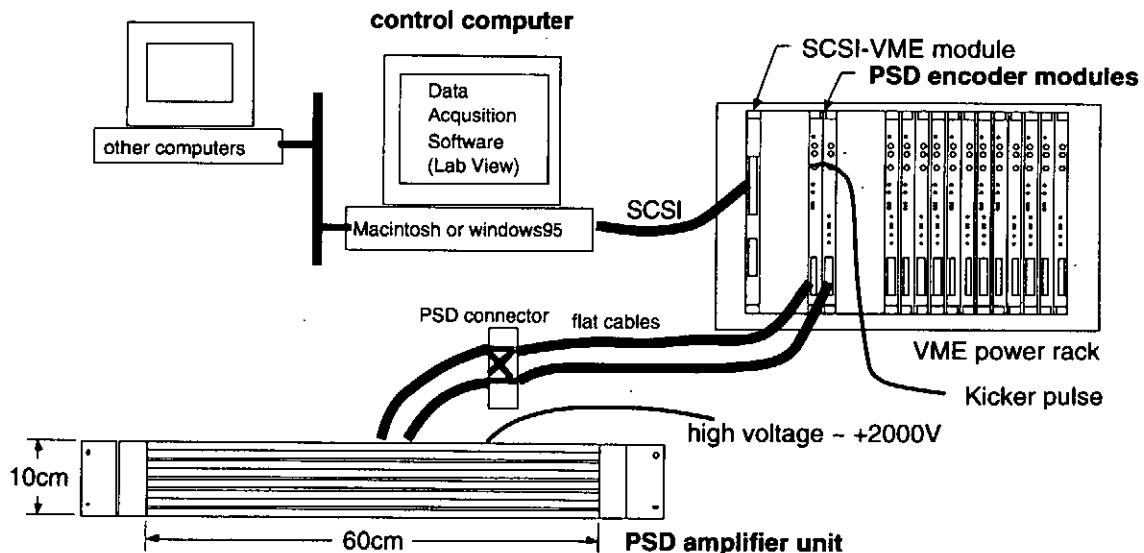 control computer
SCSI-VME module
PSD encoder modules
Data
Acqusition
Software
(Lab View)
other computers
Macintosh or windows95
SCSI
PSD connector
flat cables
VME power rack
Kicker pulse
high voltage ~ +2000V
10cm
60cm
PSD amplifier unit